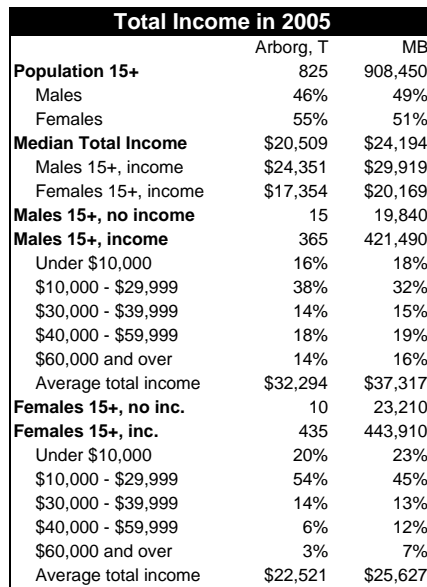 Total Income in 2005
Arborg, T MB
Population 15+ 825 908,450
Males 46% 49%
Females 55% 51%
Median Total Income $20,509 $24,194
Males 15+, income $24,351 $29,919
Females 15+, income $17,354 $20,169
Males 15+, no income 15 19,840
Males 15+, income 365 421,490
Under $10,000 16% 18%
$10,000 - $29,999 38% 32%
$30,000 - $39,999 14% 15%
$40,000 - $59,999 18% 19%
$60,000 and over 14% 16%
Average total income $32,294 $37,317
Females 15+, no inc. 10 23,210
Females 15+, inc. 435 443,910
Under $10,000 20% 23%
$10,000 - $29,999 54% 45%
$30,000 - $39,999 14% 13%
$40,000 - $59,999 6% 12%
$60,000 and over 3% 7%
Average total income $22,521 $25,627